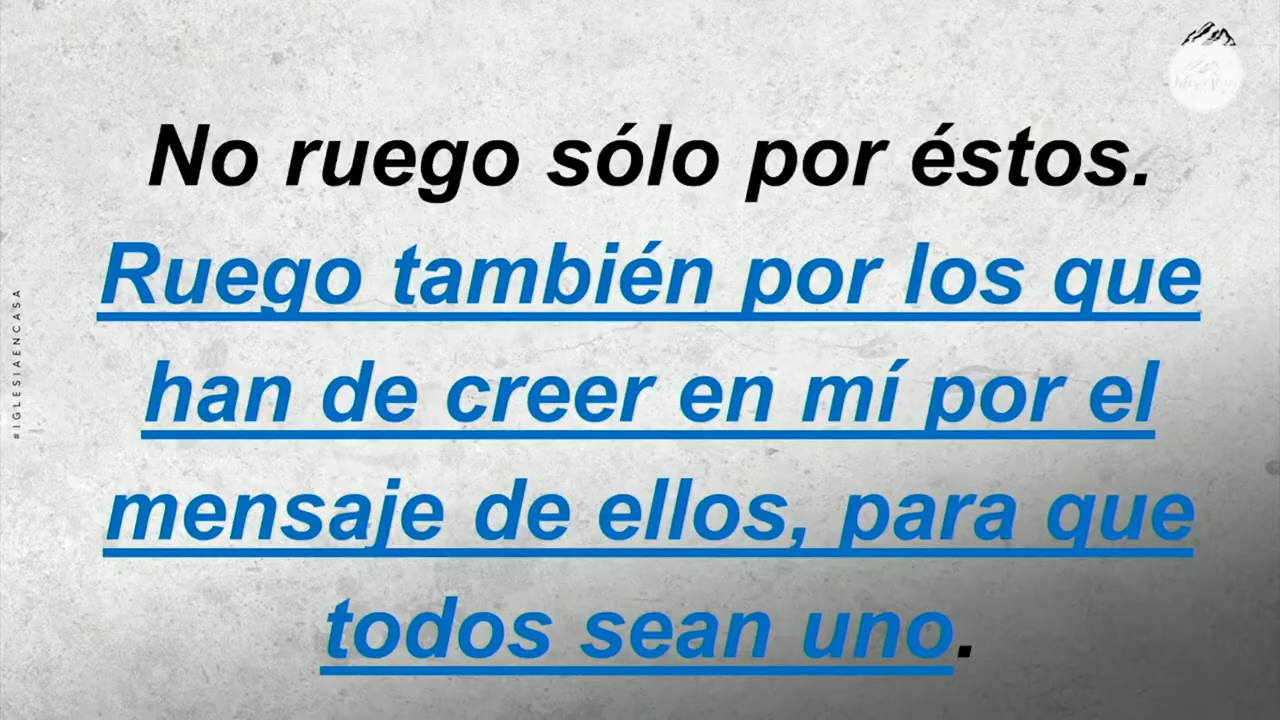 No ruego sólo por éstos.
Ruego también por los que
han de creer en mí por el
mensaje de ellos, para que
todos sean uno.
#IGLESIAENCASA